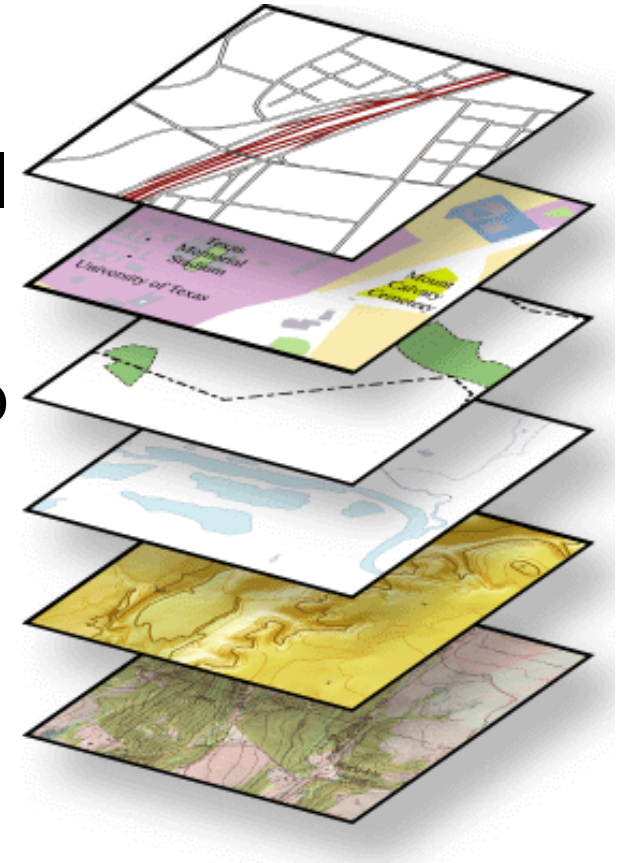 Texas
Memorial
Stadium
University of Texas
Mount
Calvary
Cemetery